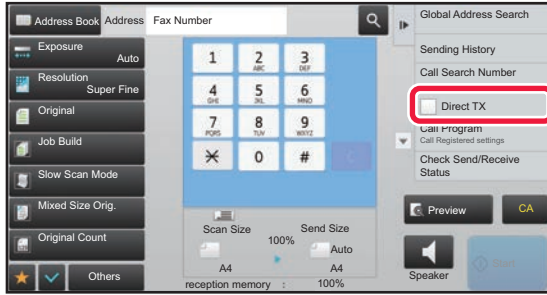 Address Book Address Fax Number
Exposure
Auto
Resolution
Super Fine
Original
Job Build
Slow Scan Mode
Mixed Size Orig.
Original Count
Others
1
2
ABC
3
DEF
4
GHI
5
JKL
6
MNO
7
PQRS
8
TUV
9
WXYZ
0
#
C
Scan Size
100%
Send Size
Auto
A4
A4
reception memory : 100%
Global Address Search
Sending History
Call Search Number
Direct TX
Call Program
Call Registered settings
Check Send/Receive
Status
Preview
CA
Speaker
Start